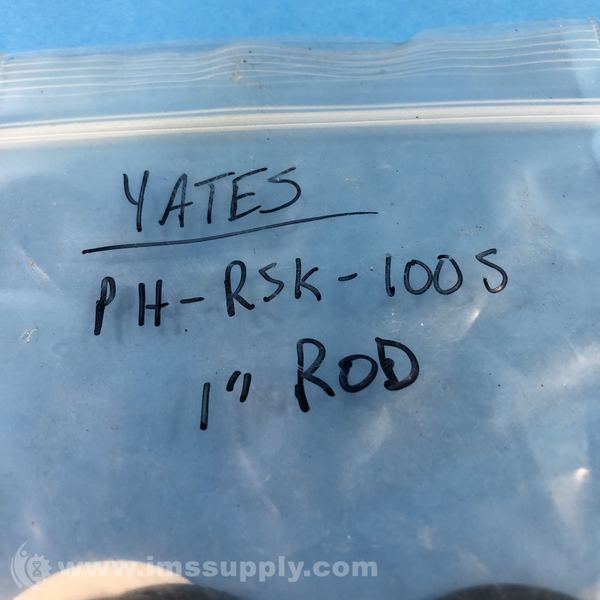 YATES
PH-RSK-100S
1" ROD
www.imssupply.com